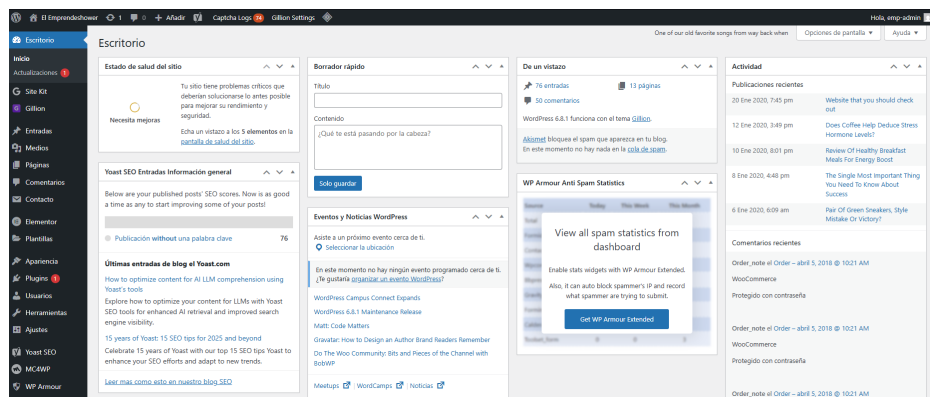 El Emprendeshower 1 0 Añadir Captcha Logs 74 Gillion Settings
Hola, emp-admin
Escritorio
Inicio
Actualizaciones 1
Site Kit
Gillion
Entradas
Medios
Páginas
Comentarios
Contacto
Elementor
Plantillas
Apariencia
Plugins 1
Usuarios
Herramientas
Ajustes
Yoast SEO
MC4WP
WP Armour
Escritorio
One of our old favorite songs from way back when
Opciones de pantalla
Ayuda
Estado de salud del sitio
Necesita mejoras
Tu sitio tiene problemas críticos que
deberían solucionarse lo antes posible
para mejorar su rendimiento y
seguridad.
Echa un vistazo a los 5 elementos en la
pantalla de salud del sitio.
Yoast SEO Entradas Información general
Below are your published posts' SEO scores. Now is as good
a time as any to start improving some of your posts!
Publicación without una palabra clave 76
Últimas entradas de blog el Yoast.com
How to optimize content for AI LLM comprehension using
Yoast's tools
Explore how to optimize your content for LLMs with Yoast
SEO tools for enhanced AI retrieval and improved search
engine visibility.
15 years of Yoast: 15 SEO tips for 2025 and beyond
Celebrate 15 years of Yoast with our top 15 SEO tips Yoast to
enhance your SEO efforts and adapt to new trends.
Leer mas como esto en nuestro blog SEO
Borrador rápido
Título
Contenido
¿Qué te está pasando por la cabeza?
Solo guardar
Eventos y Noticias WordPress
Asiste a un próximo evento cerca de ti.
Seleccionar la ubicación
En este momento no hay ningún evento programado cerca de ti.
¿Te gustaría organizar un evento WordPress?
WordPress Campus Connect Expands
WordPress 6.8.1 Maintenance Release
Matt: Code Matters
Gravatar: How to Design an Author Brand Readers Remember
Do The Woo Community: Bits and Pieces of the Channel with
BobWP
Meetups | WordCamps | Noticias
De un vistazo
76 entradas
13 páginas
50 comentarios
WordPress 6.8.1 funciona con el tema Gillion.
Akismet bloquea el spam que aparezca en tu blog.
En este momento no hay nada en la cola de spam.
WP Armour Anti Spam Statistics
Source Today This Week This Month
View all spam statistics from
dashboard
Enable stats widgets with WP Armour Extended.
Also, it can auto block spammer's IP and record
what spammer are trying to submit.
Get WP Armour Extended
Actividad
Publicaciones recientes
20 Ene 2020, 7:45 pm
Website that you should check
out
12 Ene 2020, 3:49 pm
Does Coffee Help Deduce Stress
Hormone Levels?
10 Ene 2020, 8:01 pm
Review Of Healthy Breakfast
Meals For Energy Boost
8 Ene 2020, 4:48 pm
The Single Most Important Thing
You Need To Know About
Success
6 Ene 2020, 6:09 am
Pair Of Green Sneakers, Style
Mistake Or Victory?
Comentarios recientes
Order_note el Order – abril 5, 2018 @ 10:21 AM
WooCommerce
Protegido con contraseña
Order_note el Order – abril 5, 2018 @ 10:21 AM
WooCommerce
Protegido con contraseña
Order_note el Order – abril 5, 2018 @ 10:21 AM